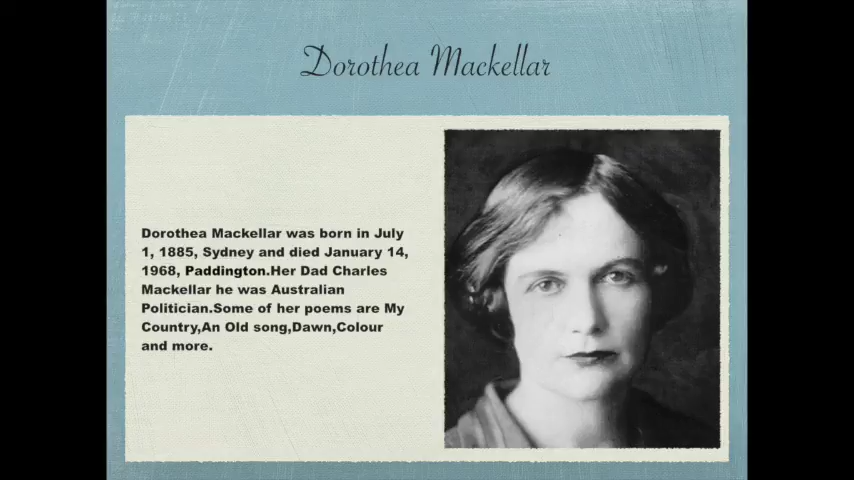 Dorothea Mackellar
Dorothea Mackellar was born in July
1, 1885, Sydney and died January 14,
1968, Paddington.Her Dad Charles
Mackellar he was Australian
Politician.Some of her poems are My
Country,An Old song,Dawn,Colour
and more.